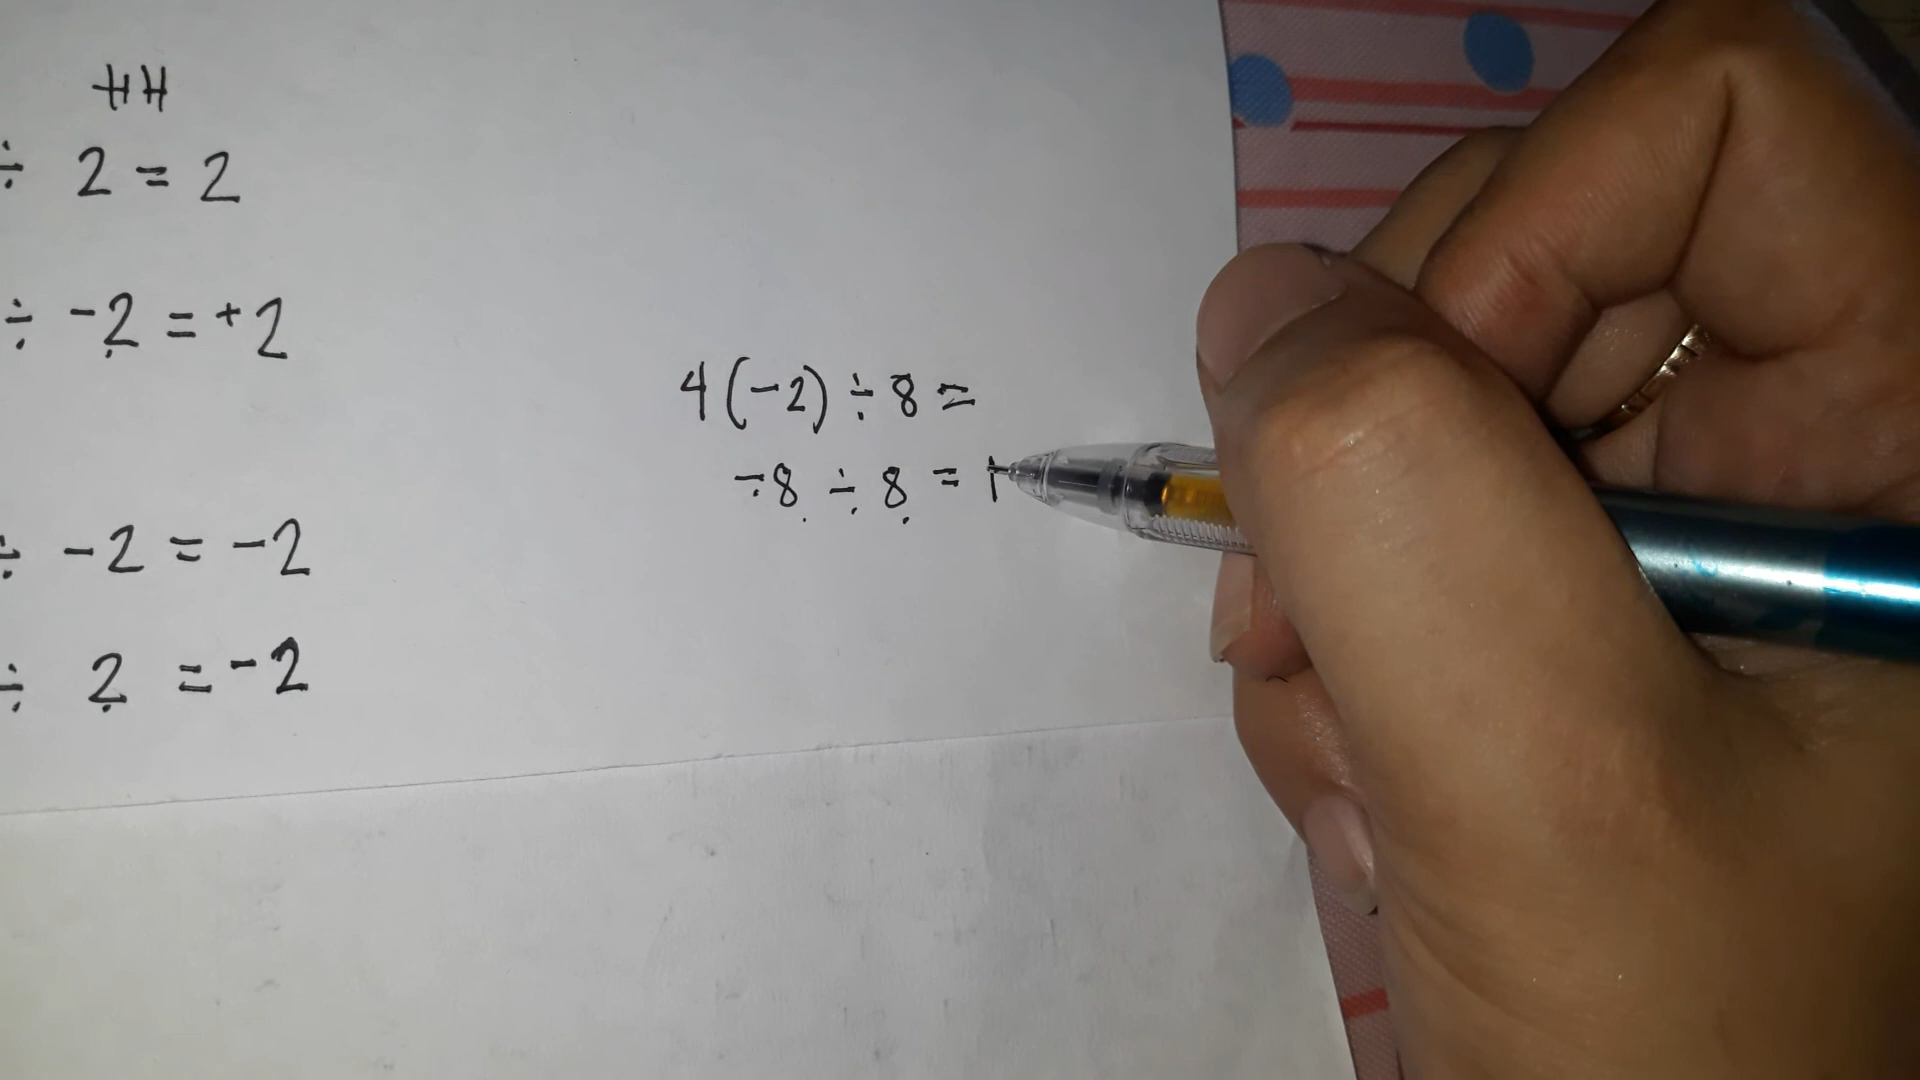 ÷ 2 = 2
÷ -2 = +2
÷ -2 = -2
÷ 2 = -2
4(-2) ÷ 8 =
-8 ÷ 8 = 1